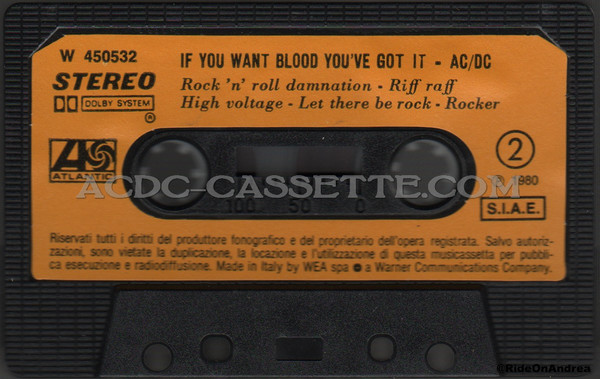 W 450532
IF YOU WANT BLOOD YOU'VE GOT IT - AC/DC
STEREO
Rock 'n' roll damnation - Riff raff
DOLBY SYSTEM
High voltage - Let there be rock - Rocker
R
ATLANTIC
2
ACDC-CASSETTE.COM
1980
100 50 0
S.I.A.E.
Riservati tutti i diritti del produttore fonografico e del proprietario dell'opera registrata. Salvo autoriz-
zazioni, sono vietate la duplicazione, la locazione e l'utilizzazione di questa musicassetta per pubbli-
ca esecuzione e radiodiffusione. Made in Italy by WEA spa a Warner Communications Company.
©RideOnAndrea